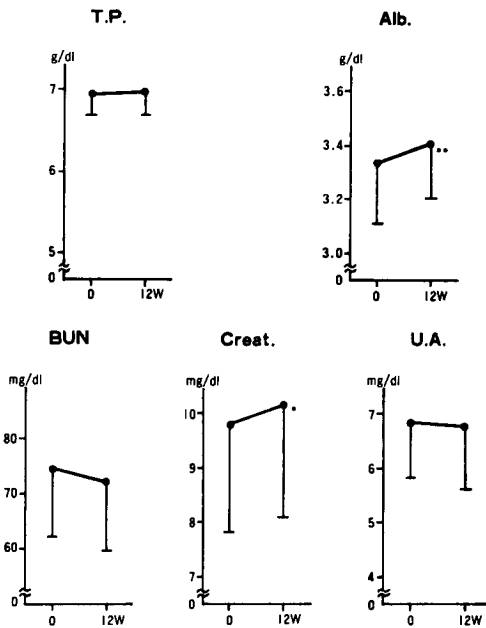 T.P.
g/dl
7
6
5
0
0 12W
Alb.
g/dl
3.6
3.4
3.2
3.0
0
0 12W
BUN
mg/dl
80
70
60
0
0 12W
Creat.
mg/dl
10
9
8
7
0
0 12W
U.A.
mg/dl
7
6
5
4
0
0 12W